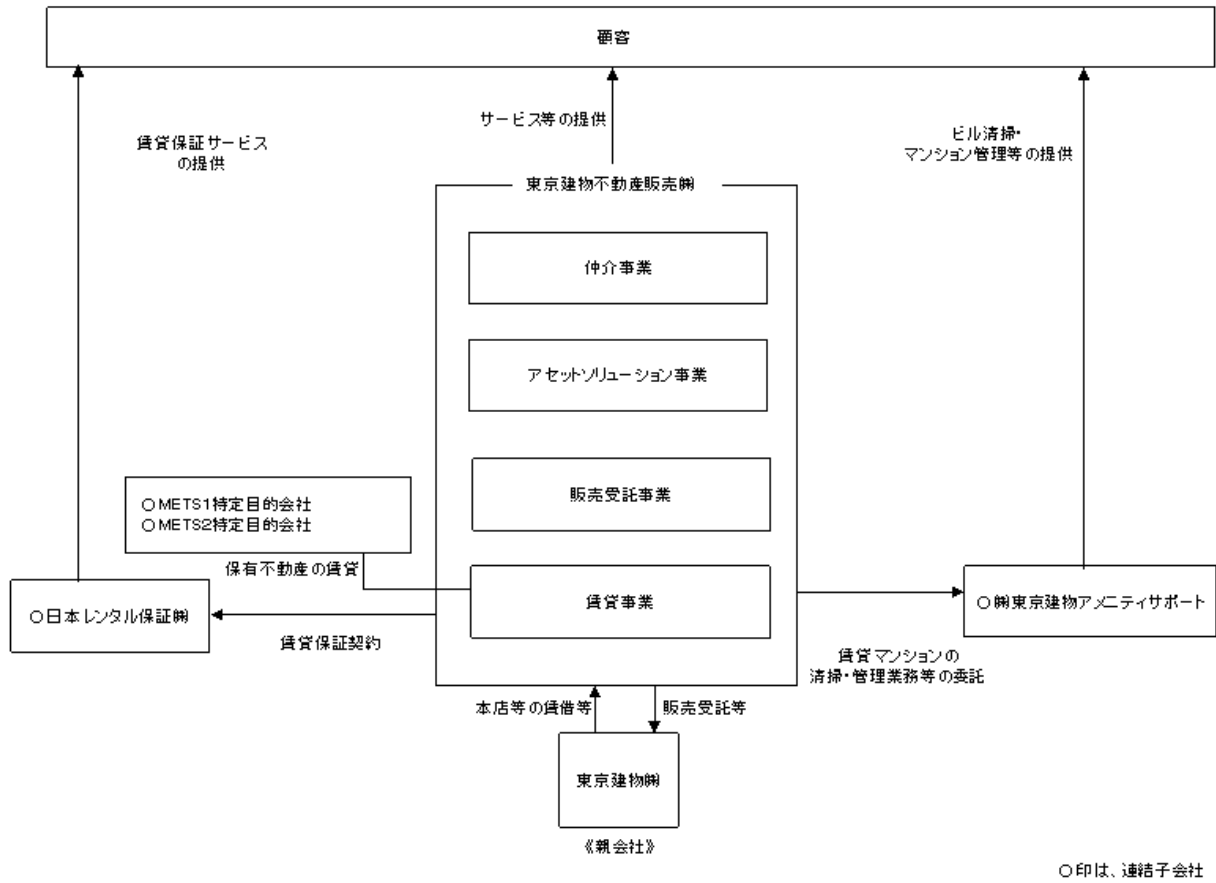 顧客
賃貸保証サービス
の提供
サービス等の提供
ビル清掃・
マンション管理等の提供
東京建物不動産販売㈱
仲介事業
アセットソリューション事業
販売受託事業
賃貸事業
○METS1特定目的会社
○METS2特定目的会社
保有不動産の賃貸
○日本レンタル保証㈱
賃貸保証契約
○㈱東京建物アメニティサポート
賃貸マンションの
清掃・管理業務等の委託
本店等の賃借等
販売受託等
東京建物㈱
《親会社》
○印は、連結子会社